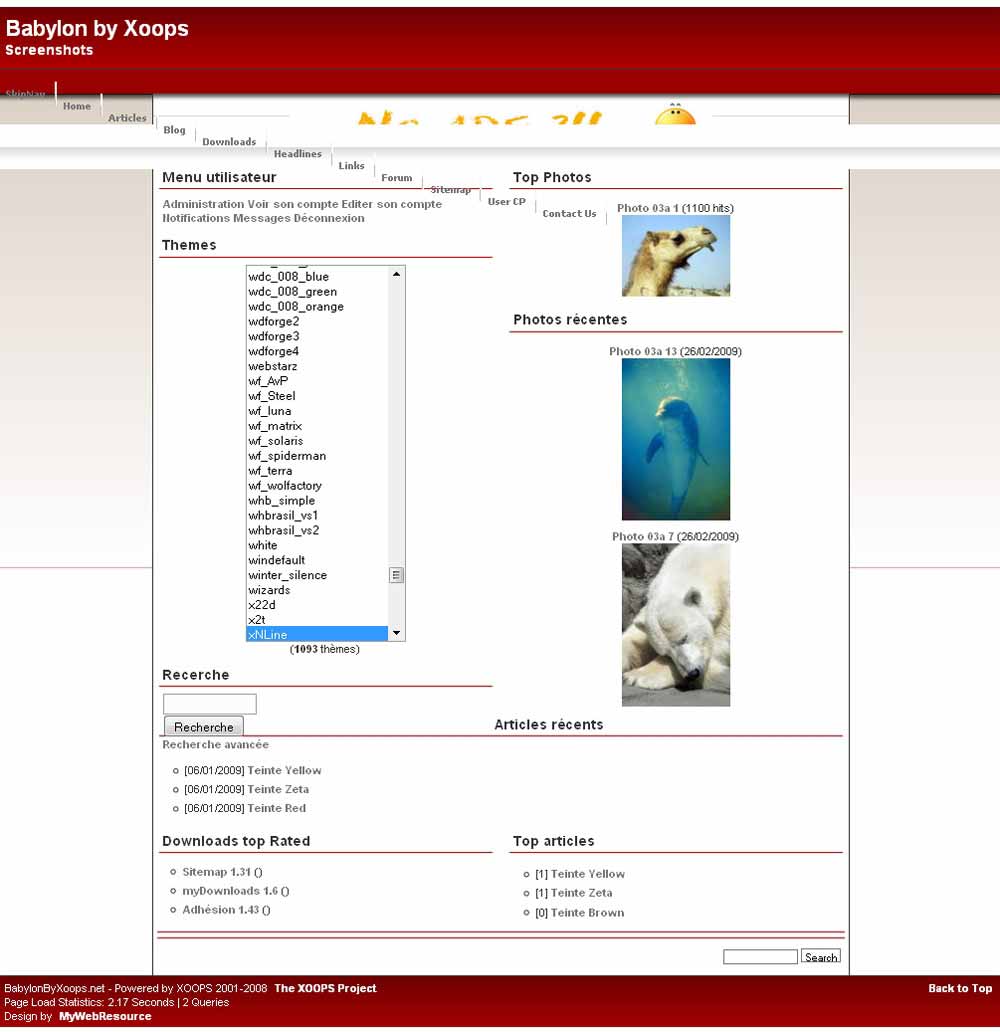 Babylon by Xoops
Screenshots
SkipNav
Home
Articles
Blog
Downloads
Headlines
Links
Forum
Sitemap
User CP
Contact Us
Menu utilisateur
Administration Voir son compte Editer son compte
Notifications Messages Déconnexion
Themes
wdc_008_blue
wdc_008_green
wdc_008_orange
wdforge2
wdforge3
wdforge4
webstarz
wf_AvP
wf_Steel
wf_luna
wf_matrix
wf_solaris
wf_spiderman
wf_terra
wf_wolfactory
whb_simple
whbrasil_vs1
whbrasil_vs2
white
windefault
winter_silence
wizards
x22d
x2t
xNLine
(1093 thèmes)
Recerche
Recherche
Recherche avancée
Top Photos
Photo 03a 1 (1100 hits)
Photos récentes
Photo 03a 13 (26/02/2009)
Photo 03a 7 (26/02/2009)
Articles récents
[06/01/2009] Teinte Yellow
[06/01/2009] Teinte Zeta
[06/01/2009] Teinte Red
Downloads top Rated
Sitemap 1.31 ()
myDownloads 1.6 ()
Adhésion 1.43 ()
Top articles
[1] Teinte Yellow
[1] Teinte Zeta
[0] Teinte Brown
Search
BabylonByXoops.net - Powered by XOOPS 2001-2008 The XOOPS Project
Back to Top
Page Load Statistics: 2.17 Seconds | 2 Queries
Design by MyWebResource